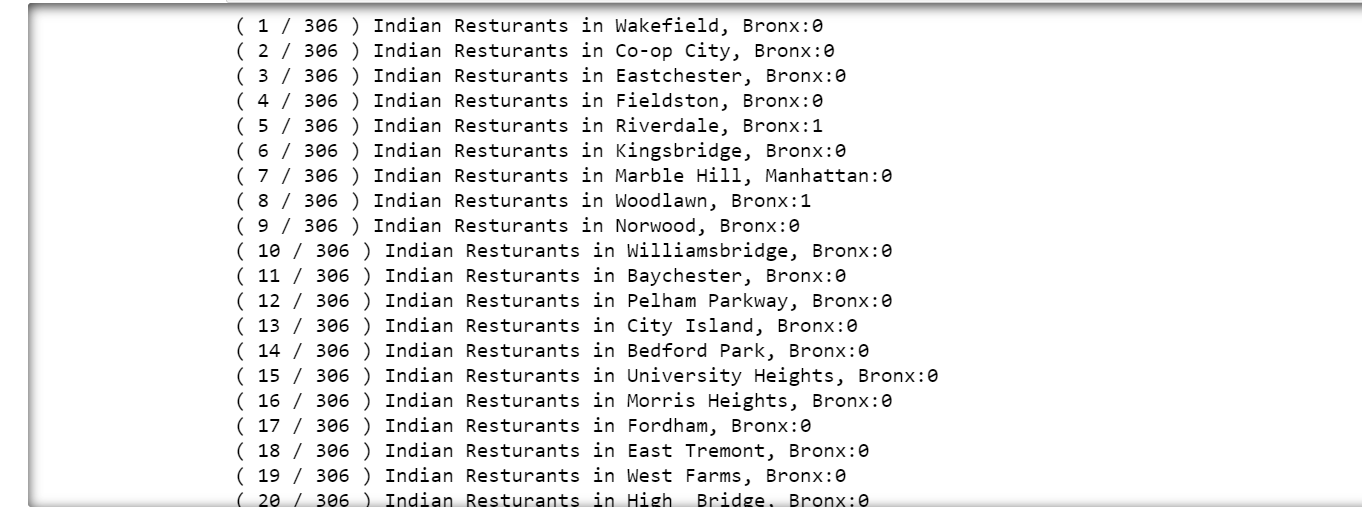 ( 1 / 306 ) Indian Resturants in Wakefield, Bronx:0
( 2 / 306 ) Indian Resturants in Co-op City, Bronx:0
( 3 / 306 ) Indian Resturants in Eastchester, Bronx:0
( 4 / 306 ) Indian Resturants in Fieldston, Bronx:0
( 5 / 306 ) Indian Resturants in Riverdale, Bronx:1
( 6 / 306 ) Indian Resturants in Kingsbridge, Bronx:0
( 7 / 306 ) Indian Resturants in Marble Hill, Manhattan:0
( 8 / 306 ) Indian Resturants in Woodlawn, Bronx:1
( 9 / 306 ) Indian Resturants in Norwood, Bronx:0
( 10 / 306 ) Indian Resturants in Williamsbridge, Bronx:0
( 11 / 306 ) Indian Resturants in Baychester, Bronx:0
( 12 / 306 ) Indian Resturants in Pelham Parkway, Bronx:0
( 13 / 306 ) Indian Resturants in City Island, Bronx:0
( 14 / 306 ) Indian Resturants in Bedford Park, Bronx:0
( 15 / 306 ) Indian Resturants in University Heights, Bronx:0
( 16 / 306 ) Indian Resturants in Morris Heights, Bronx:0
( 17 / 306 ) Indian Resturants in Fordham, Bronx:0
( 18 / 306 ) Indian Resturants in East Tremont, Bronx:0
( 19 / 306 ) Indian Resturants in West Farms, Bronx:0
( 20 / 306 ) Indian Resturants in High  Bridge, Bronx:0